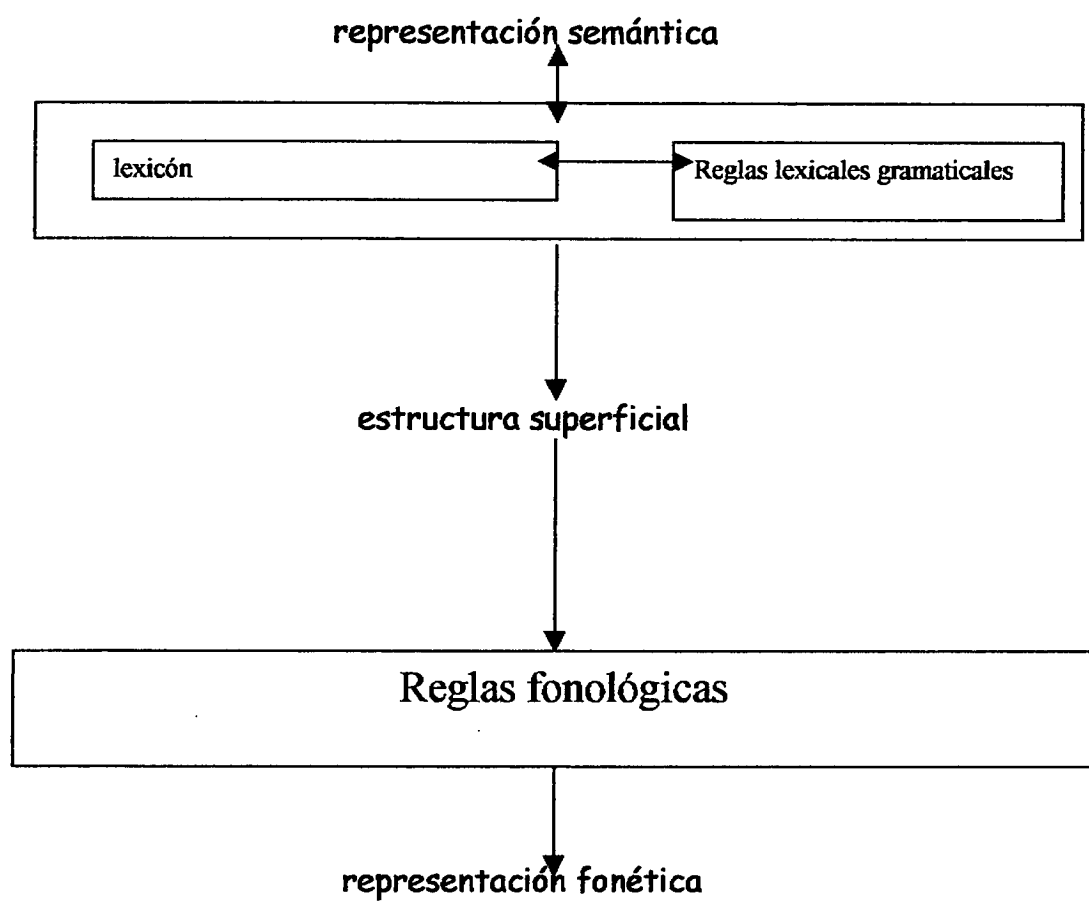 representación semántica
lexicón
Reglas lexicales gramaticales
estructura superficial
Reglas fonológicas
representación fonética